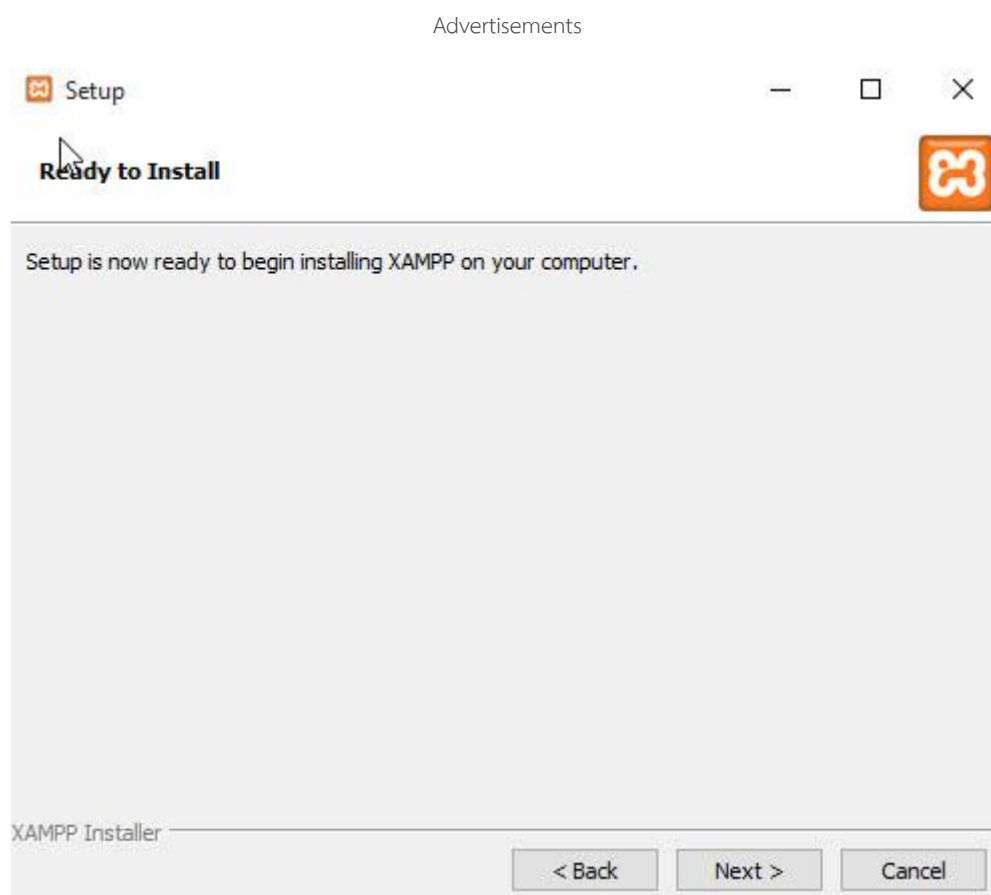 Advertisements
Setup
Ready to Install
Setup is now ready to begin installing XAMPP on your computer.
XAMPP Installer
< Back Next > Cancel